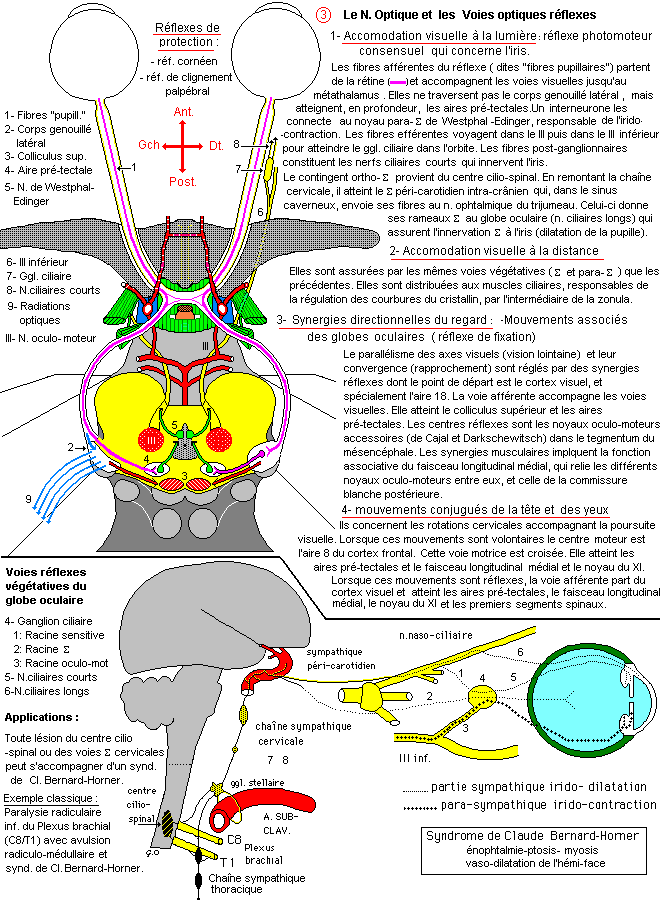 ③ Le N. Optique et les Voies optiques réflexes
Réflexes de
protection :
- réf. cornéen
- réf. de clignement
palpébral
Ant.
Gch
Dt.
Post.
1- Fibres "pupill."
2- Corps genouillé
latéral
3- Colliculus sup.
4- Aire pré-tectale
5- N. de Westphal-
Edinger
6- III inférieur
7- Ggl. ciliaire
8- N.ciliaires courts
9- Radiations
optiques
III- N. oculo-moteur
1
8
7
6
III
5
III
4
3
2
9
1- Accomodation visuelle à la lumière: réflexe photomoteur
consensuel qui concerne l'iris.
Les fibres afférentes du réflexe ( dites "fibres pupillaires") partent
de la rétine ( )et accompagnent les voies visuelles jusqu'au
métathalamus . Elles ne traversent pas le corps genouillé latéral , mais
atteignent, en profondeur, les aires pré-tectales.Un interneurone les
connecte au noyau para-Σ de Westphal -Edinger, responsable de l'irido-
-contraction. Les fibres efférentes voyagent dans le III puis dans le III inférieur
pour atteindre le ggl. ciliaire dans l'orbite. Les fibres post-ganglionnaires
constituent les nerfs ciliaires courts qui innervent l'iris.
Le contingent ortho-Σ provient du centre cilio-spinal. En remontant la chaîne
cervicale, il atteint le Σ péri-carotidien intra-crânien qui, dans le sinus
caverneux, envoie ses fibres au n. ophtalmique du trijumeau. Celui-ci donne
ses rameaux Σ au globe oculaire (n. ciliaires longs) qui
assurent l'innervation Σ à l'iris (dilatation de la pupille).
2- Accomodation visuelle à la distance
Elles sont assurées par les mêmes voies végétatives ( Σ et para-Σ ) que les
précédentes. Elles sont distribuées aux muscles ciliaires, responsables de
la régulation des courbures du cristallin, par l'intermédiaire de la zonula.
3- Synergies directionnelles du regard : -Mouvements associés
des globes oculaires ( réflexe de fixation)
Le parallélisme des axes visuels (vision lointaine) et leur
convergence (rapprochement) sont réglés par des synergies
réflexes dont le point de départ est le cortex visuel, et
spécialement l'aire 18. La voie afférente accompagne les voies
visuelles. Elle atteint le colliculus supérieur et les aires
pré-tectales. Les centres réflexes sont les noyaux oculo-moteurs
accessoires (de Cajal et Darkschewitsch) dans le tegmentum du
mésencéphale. Les synergies musculaires implquent la fonction
associative du faisceau longitudinal médial, qui relie les différents
noyaux oculo-moteurs entre eux, et celle de la commissure
blanche postérieure.
4- mouvements conjugués de la tête et des yeux
Ils concernent les rotations cervicales accompagnant la poursuite
visuelle. Lorsque ces mouvements sont volontaires le centre moteur est
l'aire 8 du cortex frontal. Cette voie motrice est croisée. Elle atteint les
aires pré-tectales et le faisceau longitudinal médial et le noyau du XI.
Lorsque ces mouvements sont réflexes, la voie afférente part du
cortex visuel et atteint les aires pré-tectales, le faisceau longitudinal
médial, le noyau du XI et les premiers segments spinaux.
Voies réflexes
végétatives du
globe oculaire
4- Ganglion ciliaire
1: Racine sensitive
2: Racine Σ
3: Racine oculo-mot
5- N.ciliaires courts
6-N.ciliaires longs
Applications :
Toute lésion du centre cilio
-spinal ou des voies Σ cervicales
peut s'accompagner d'un synd.
de Cl. Bernard-Horner.
Exemple classique :
Paralysie radiculaire
inf. du Plexus brachial
(C8/T1) avec avulsion
radiculo-médullaire et
synd. de Cl. Bernard-Horner.
sympathique
péri-carotidien
n.naso-ciliaire
chaîne sympathique
cervicale
7 8
ggl. stellaire
centre
cilio-
spinal
A. SUB-
CLAV.
C8
T1
Plexus
brachial
Chaîne sympathique
thoracique
1
2
3
4
5
6
III inf.
partie sympathique irido- dilatation
para-sympathique irido-contraction
Syndrome de Claude Bernard-Horner
énophtalmie-ptosis- myosis
vaso-dilatation de l'hémi-face